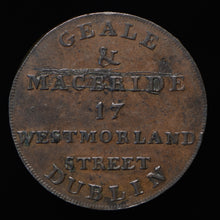 GEALE
&
MACBRIDE
17
WESTMORLAND
STREET
DUBLIN